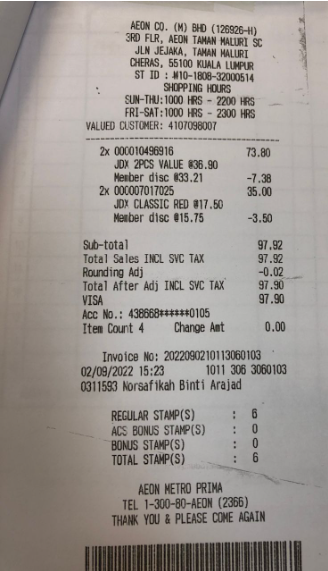 AEON CO. (M) BHD (126926-H)
3RD FLR, AEON TAMAN MALURI SC
JLN JEJAKA, TAMAN MALURI
CHERAS, 55100 KUALA LUMPUR
ST ID : W10-1808-32000514
SHOPPING HOURS
SUN-THU:1000 HRS - 2200 HRS
FRI-SAT:1000 HRS - 2300 HRS
VALUED CUSTOMER: 4107098007
2x 000010496916 73.80
JDX 2PCS VALUE @36.90
Member disc @33.21 -7.38
2x 000007017025 35.00
JDX CLASSIC RED @17.50
Member disc @15.75 -3.50
Sub-total 97.92
Total Sales INCL SVC TAX 97.92
Rounding Adj -0.02
Total After Adj INCL SVC TAX 97.90
VISA 97.90
Acc No.: 438668******0105
Item Count 4 Change Amt 0.00
Invoice No: 2022090210113060103
02/09/2022 15:23 1011 306 3060103
0311593 Norsafikah Binti Arajad
REGULAR STAMP(S) : 6
ACS BONUS STAMP(S) : 0
BONUS STAMP(S) : 0
TOTAL STAMP(S) : 6
AEON METRO PRIMA
TEL 1-300-80-AEON (2366)
THANK YOU & PLEASE COME AGAIN